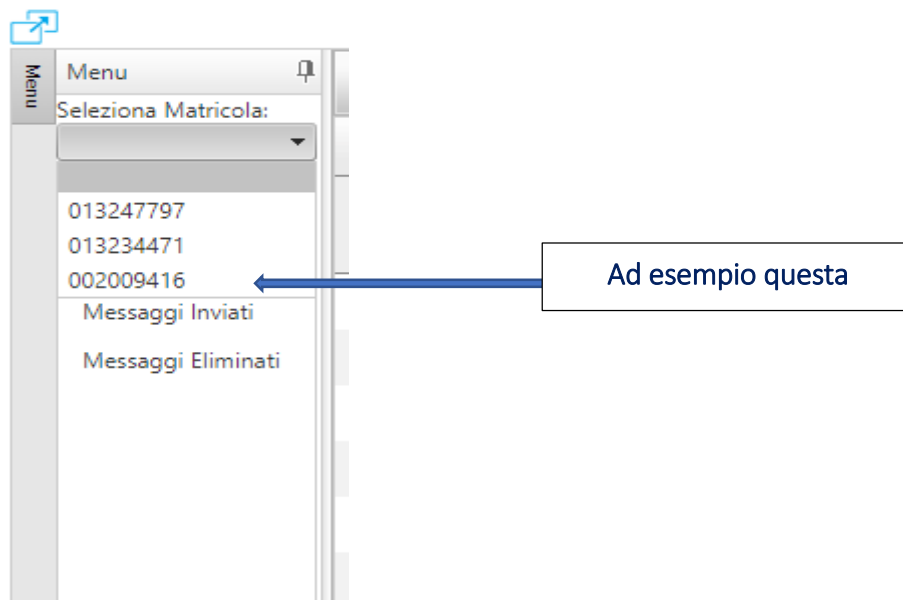 Menu
Menu
Seleziona Matricola:
013247797
013234471
002009416
Ad esempio questa
Messaggi Inviati
Messaggi Eliminati